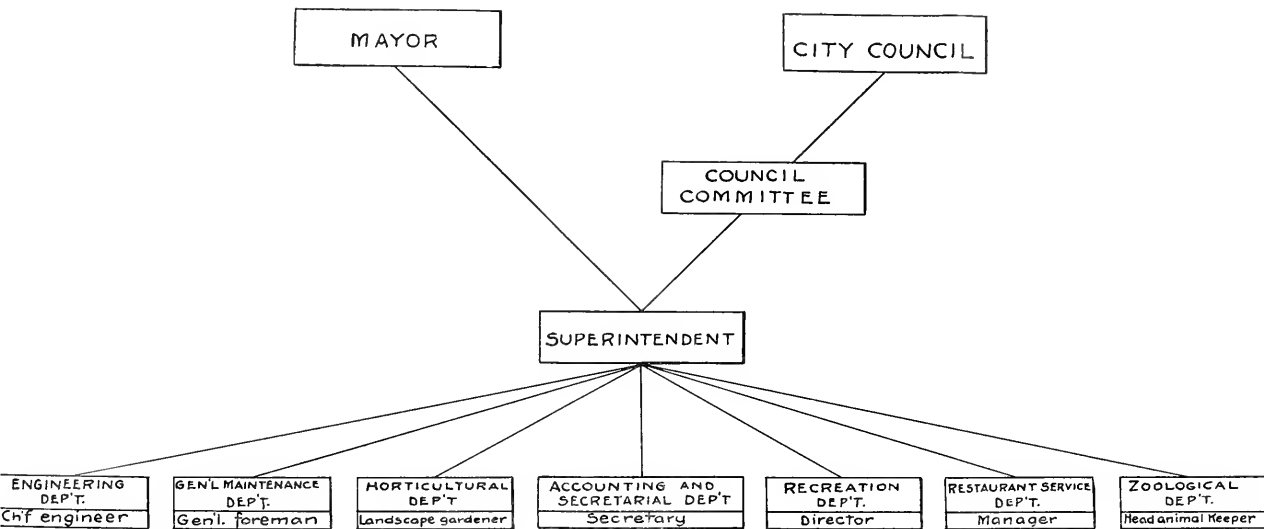 MAYOR
CITY COUNCIL
COUNCIL
COMMITTEE
SUPERINTENDENT
ENGINEERING
DEP'T.
Ch'f engineer
GEN'L MAINTENANCE
DEP'T.
Gen'l. foreman
HORTICULTURAL
DEP'T
Landscape gardener
ACCOUNTING AND
SECRETARIAL DEP'T
Secretary
RECREATION
DEP'T.
Director
RESTAURANT SERVICE
DEP'T.
Manager
ZOOLOGICAL
DEP'T.
Head animal Keeper